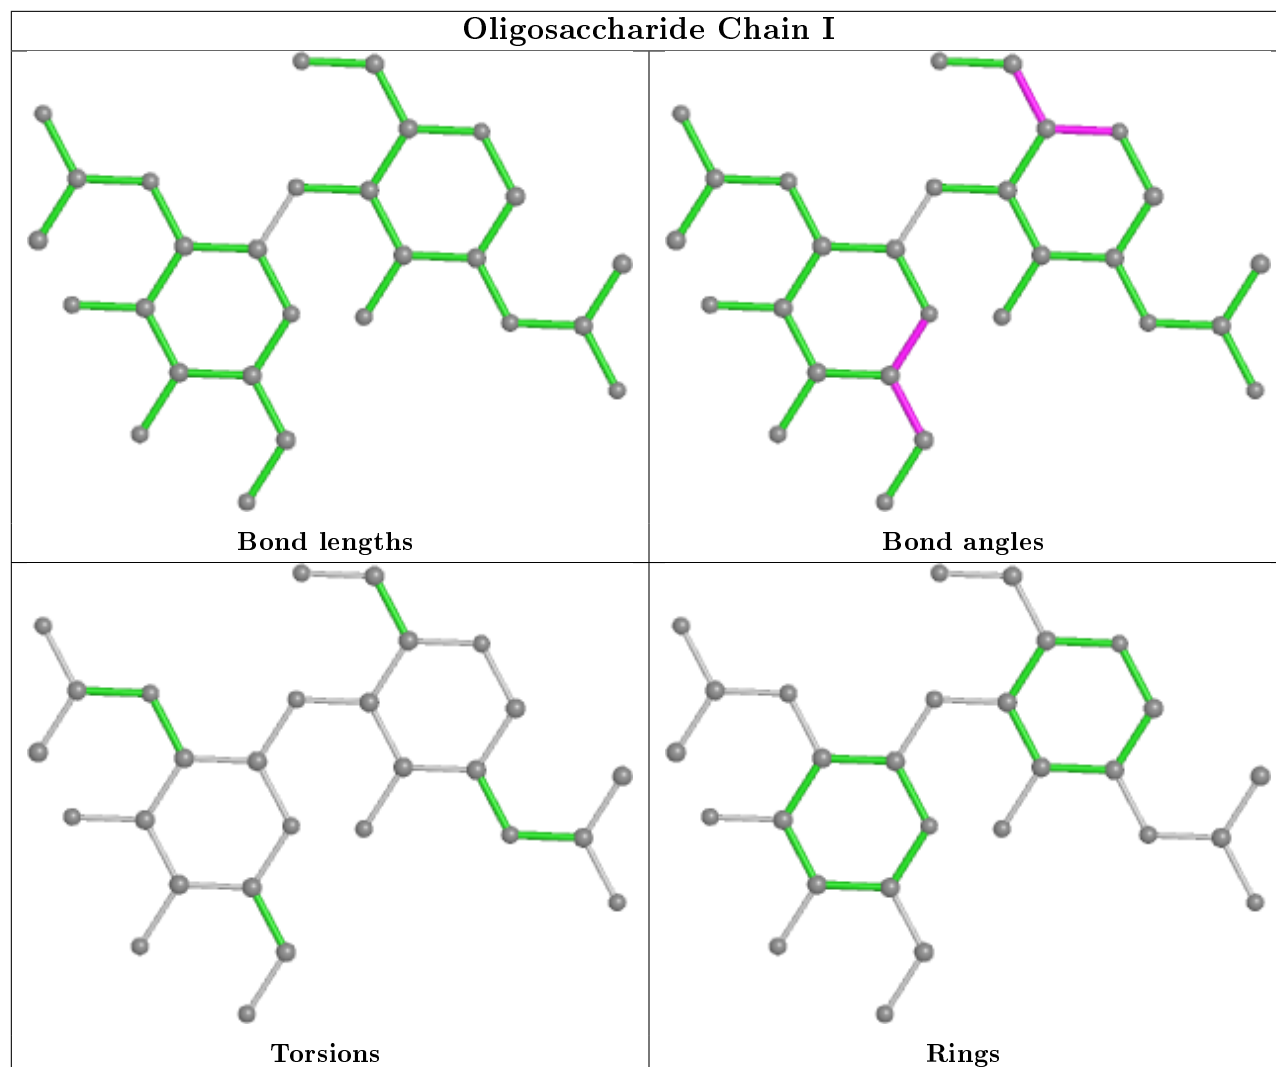 Oligosaccharide Chain I
Bond lengths
Bond angles
Torsions
Rings